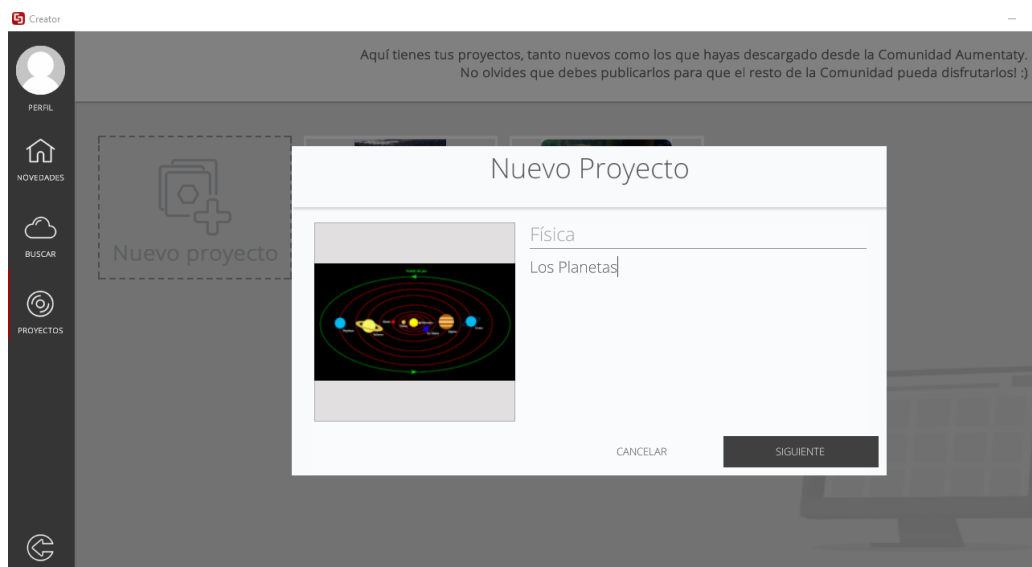 Creator
Aquí tienes tus proyectos, tanto nuevos como los que hayas descargado desde la Comunidad Aumentaty.
No olvides que debes publicarlos para que el resto de la Comunidad pueda disfrutarlos! :)
PERFIL
NOVEDADES
BUSCAR
PROYECTOS
Nuevo proyecto
Nuevo Proyecto
Física
Los Planetas
CANCELAR
SIGUIENTE